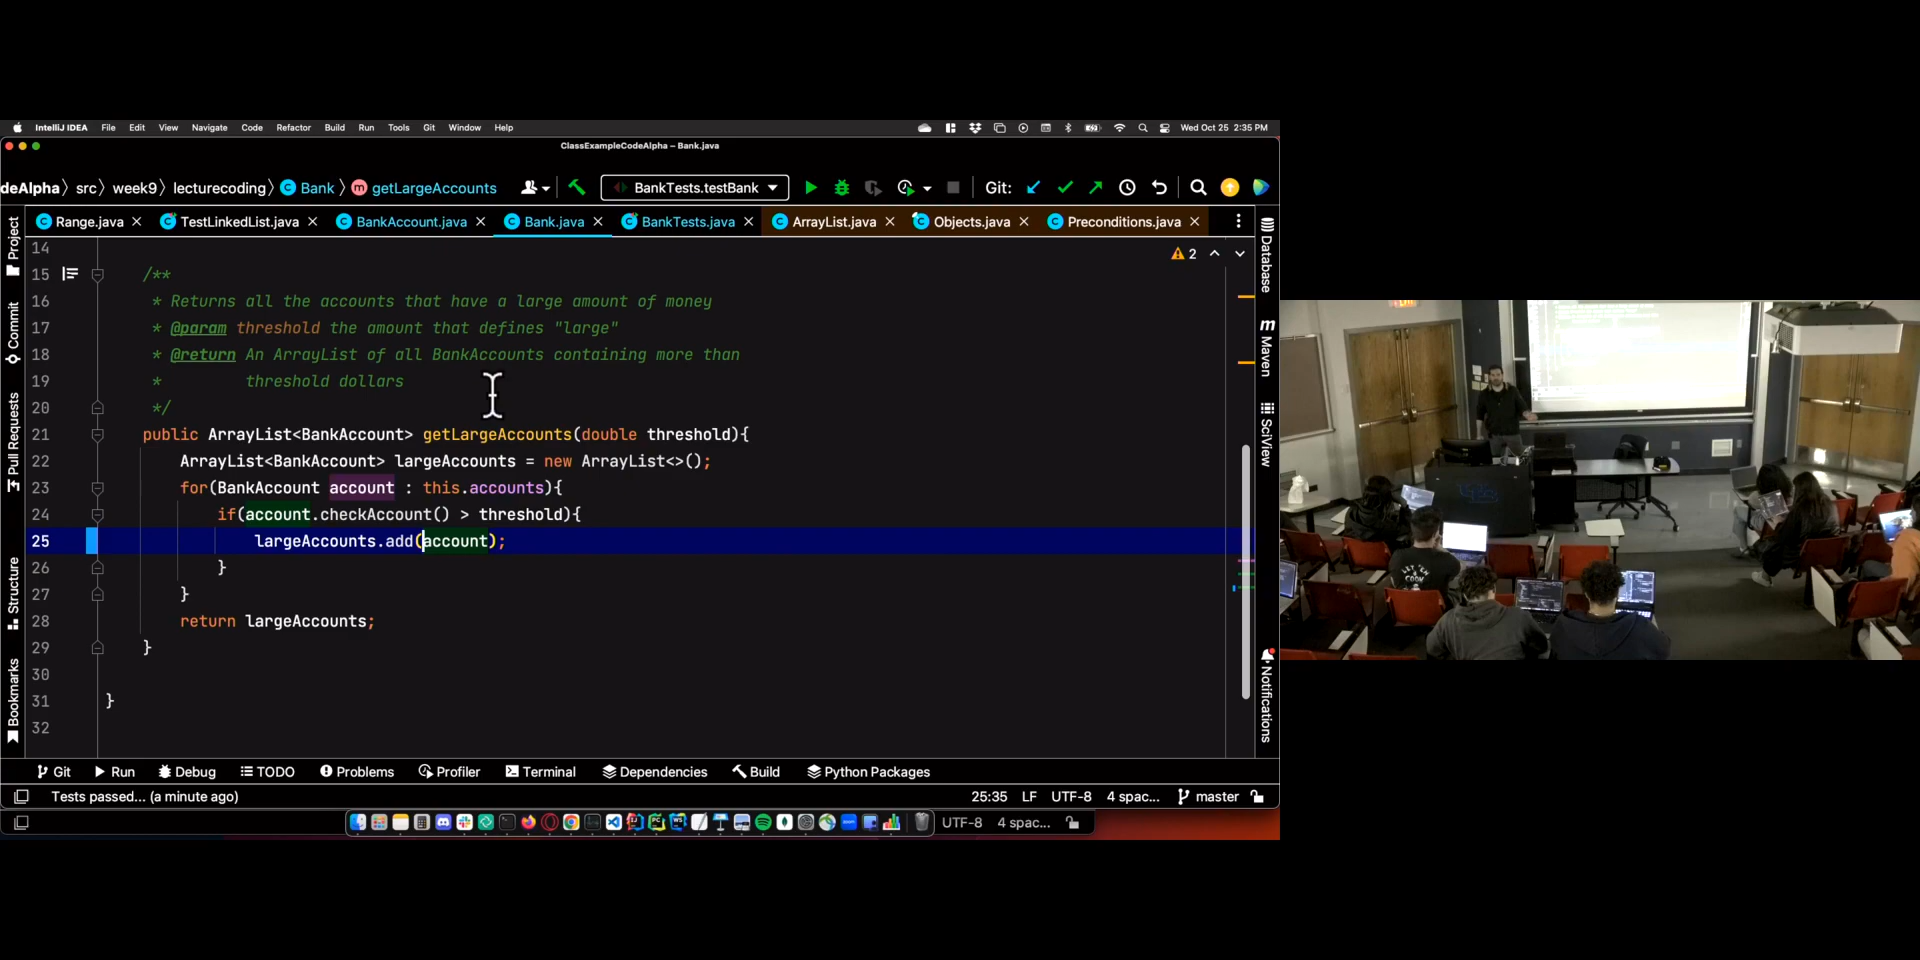 IntelliJ IDEA File Edit View Navigate Code Refactor Build Run Tools Git Window Help Wed Oct 25 2:35 PM
ClassExampleCodeAlpha – Bank.java
deAlpha src week9 lecturecoding Bank getLargeAccounts BankTests.testBank Git:
Range.java TestLinkedList.java BankAccount.java Bank.java BankTests.java ArrayList.java Objects.java Preconditions.java
14
15 /**
16 * Returns all the accounts that have a large amount of money
17 * @param threshold the amount that defines "large"
18 * @return An ArrayList of all BankAccounts containing more than
19 * threshold dollars
20 */
21 public ArrayList<BankAccount> getLargeAccounts(double threshold){
22 ArrayList<BankAccount> largeAccounts = new ArrayList<>();
23 for(BankAccount account : this.accounts){
24 if(account.checkAccount() > threshold){
25 largeAccounts.add(account);
26 }
27 }
28 return largeAccounts;
29 }
30
31 }
32
2
Project
Commit
Pull Requests
Structure
Bookmarks
Database
m Maven
SciView
Notifications
Git Run Debug TODO Problems Profiler Terminal Dependencies Build Python Packages
Tests passed... (a minute ago) 25:35 LF UTF-8 4 spac... master
UTF-8 4 spac...
LET 'EM
COOK